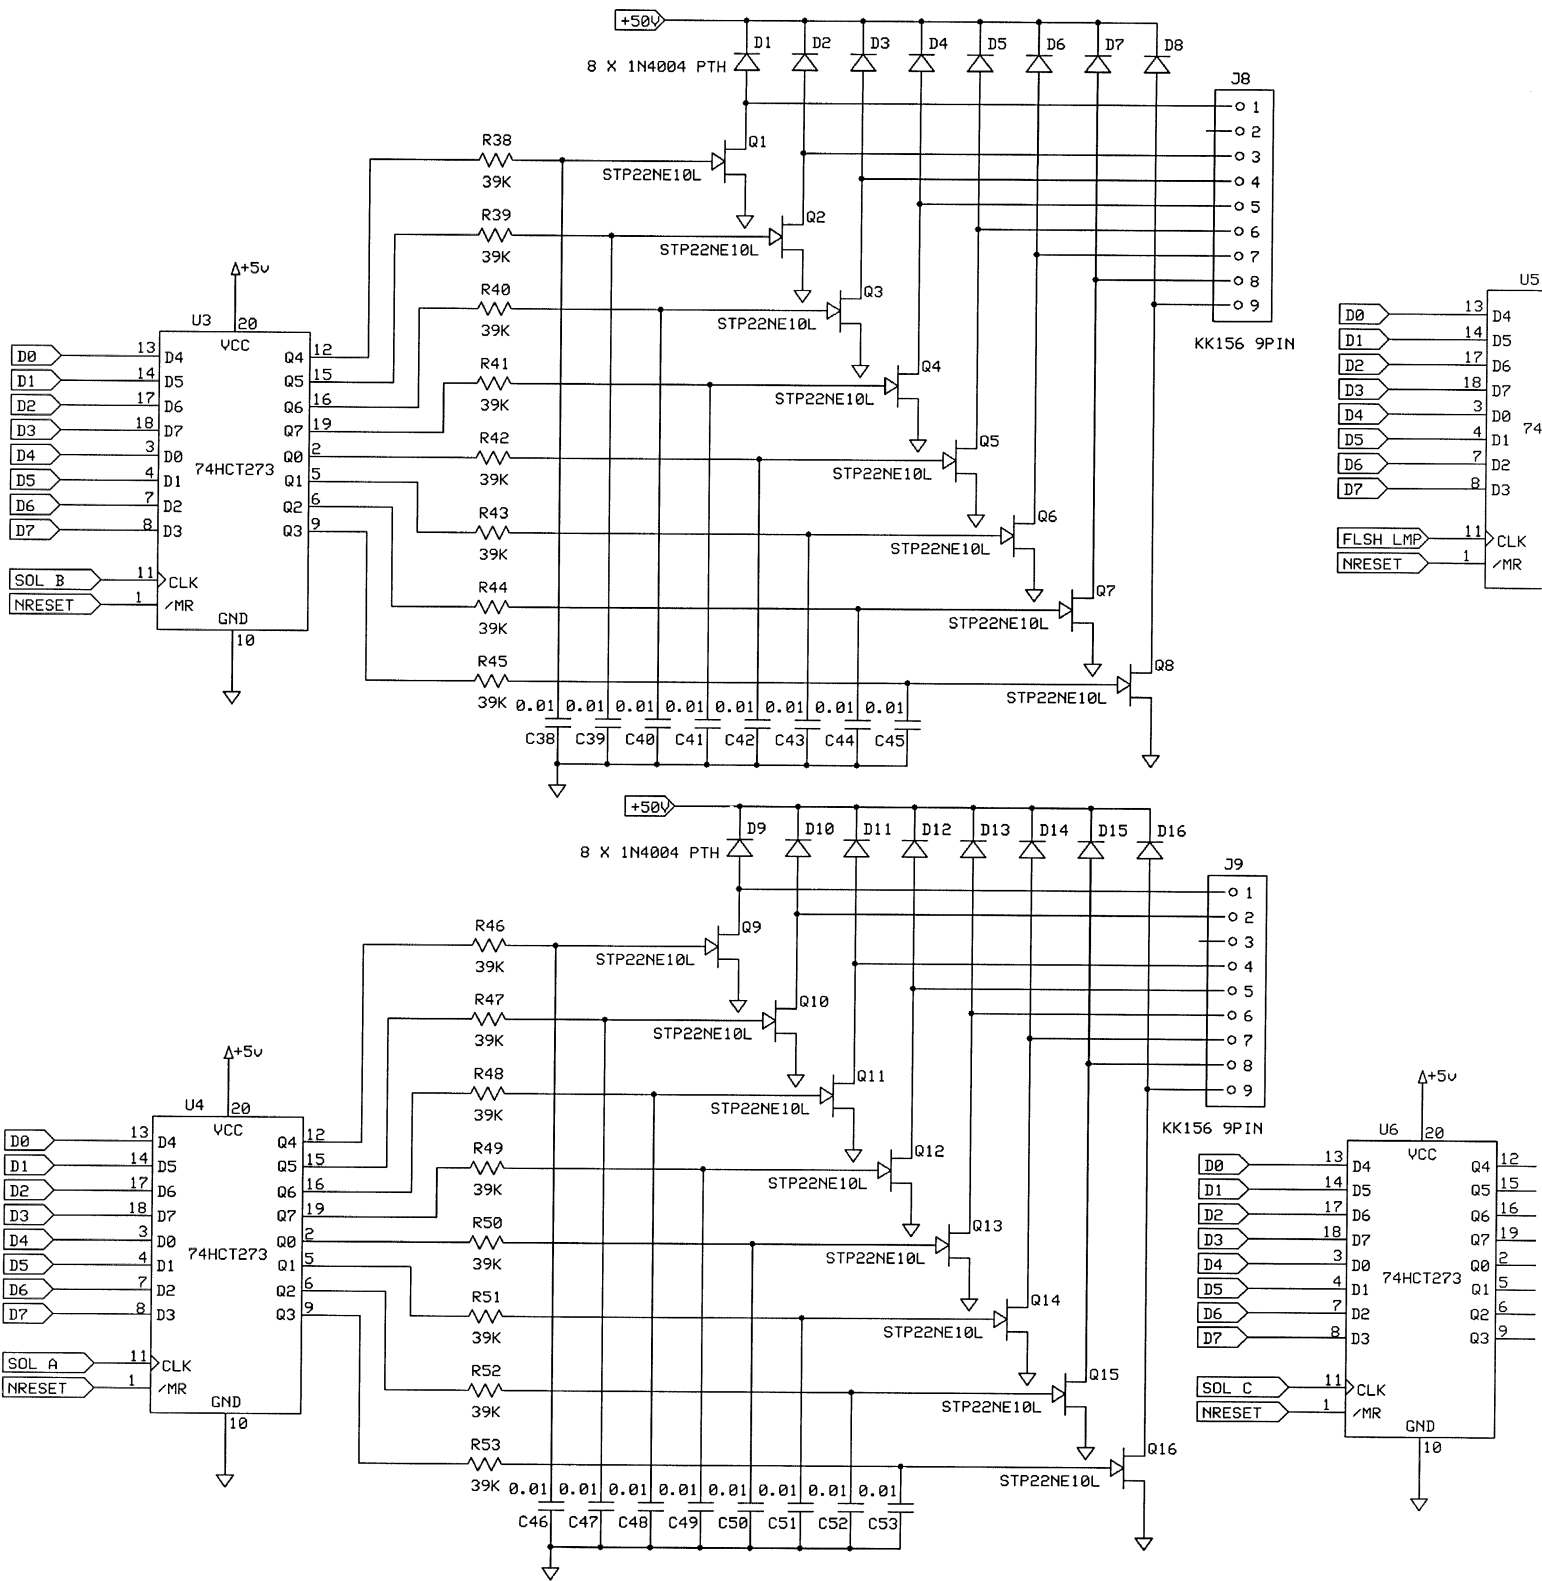 +50V
D1 D2 D3 D4 D5 D6 D7 D8
8 X 1N4004 PTH
J8
1
2
3
4
5
6
7
8
9
KK156 9PIN
R38
39K
STP22NE10L
Q1
R39
39K
STP22NE10L
Q2
R40
39K
STP22NE10L
Q3
R41
39K
STP22NE10L
Q4
R42
39K
STP22NE10L
Q5
R43
39K
STP22NE10L
Q6
R44
39K
STP22NE10L
Q7
R45
39K
STP22NE10L
Q8
0.01 0.01 0.01 0.01 0.01 0.01 0.01 0.01
C38 C39 C40 C41 C42 C43 C44 C45
+5v
U3 20
VCC
D0 13 D4 Q4 12
D1 14 D5 Q5 15
D2 17 D6 Q6 16
D3 18 D7 Q7 19
D4 3 D0 Q0 2
74HCT273
D5 4 D1 Q1 5
D6 7 D2 Q2 6
D7 8 D3 Q3 9
SOL B 11 CLK
NRESET 1 /MR
GND
10
U5
D0 13 D4
D1 14 D5
D2 17 D6
D3 18 D7
D4 3 D0
74
D5 4 D1
D6 7 D2
D7 8 D3
FLSH LMP 11 CLK
NRESET 1 /MR
+50V
D9 D10 D11 D12 D13 D14 D15 D16
8 X 1N4004 PTH
J9
1
2
3
4
5
6
7
8
9
KK156 9PIN
R46
39K
STP22NE10L
Q9
R47
39K
STP22NE10L
Q10
R48
39K
STP22NE10L
Q11
R49
39K
STP22NE10L
Q12
R50
39K
STP22NE10L
Q13
R51
39K
STP22NE10L
Q14
R52
39K
STP22NE10L
Q15
R53
39K
STP22NE10L
Q16
0.01 0.01 0.01 0.01 0.01 0.01 0.01 0.01
C46 C47 C48 C49 C50 C51 C52 C53
+5v
U4 20
VCC
D0 13 D4 Q4 12
D1 14 D5 Q5 15
D2 17 D6 Q6 16
D3 18 D7 Q7 19
D4 3 D0 Q0 2
74HCT273
D5 4 D1 Q1 5
D6 7 D2 Q2 6
D7 8 D3 Q3 9
SOL A 11 CLK
NRESET 1 /MR
GND
10
+5v
U6 20
VCC
D0 13 D4 Q4 12
D1 14 D5 Q5 15
D2 17 D6 Q6 16
D3 18 D7 Q7 19
D4 3 D0 Q0 2
74HCT273
D5 4 D1 Q1 5
D6 7 D2 Q2 6
D7 8 D3 Q3 9
SOL C 11 CLK
NRESET 1 /MR
GND
10